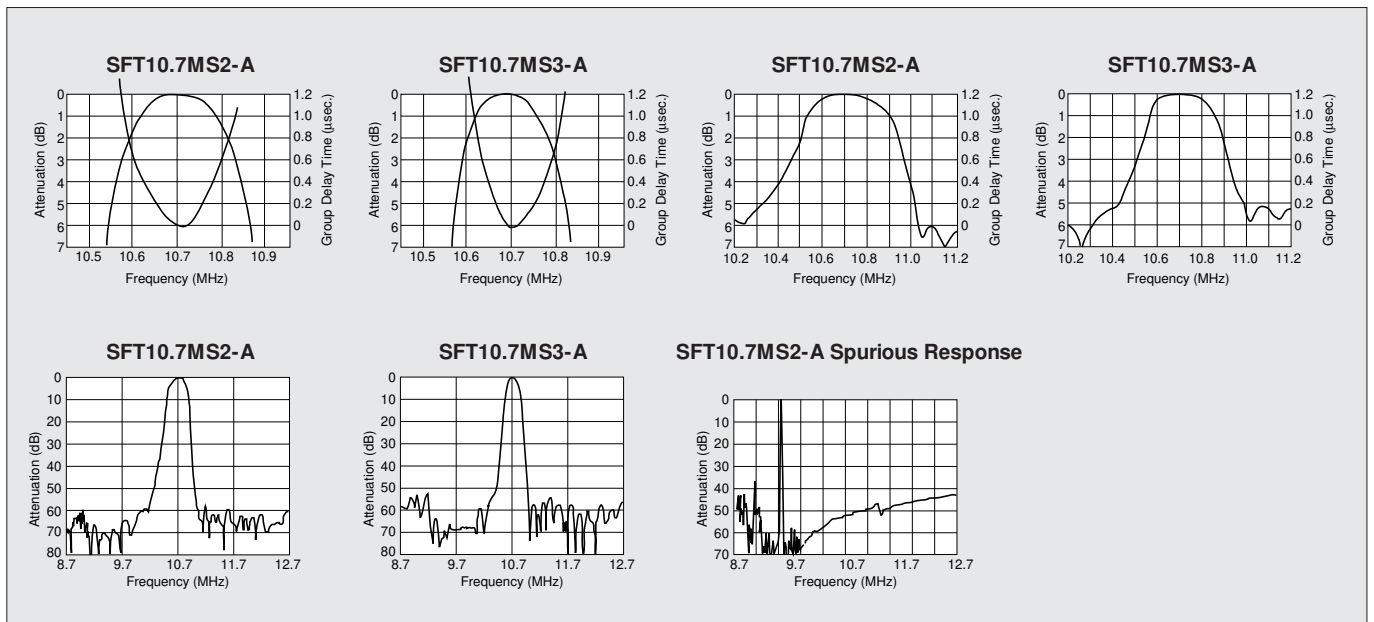 SFT10.7MS2-A
0
1
2
3
4
5
6
7
Attenuation (dB)
10.5 10.6 10.7 10.8 10.9
Frequency (MHz)
1.2
1.0
0.8
0.6
0.4
0.2
0
Group Delay Time (µsec.)
SFT10.7MS3-A
0
1
2
3
4
5
6
7
Attenuation (dB)
10.5 10.6 10.7 10.8 10.9
Frequency (MHz)
1.2
1.0
0.8
0.6
0.4
0.2
0
Group Delay Time (µsec.)
SFT10.7MS2-A
0
1
2
3
4
5
6
7
Attenuation (dB)
10.2 10.4 10.6 10.8 11.0 11.2
Frequency (MHz)
1.2
1.0
0.8
0.6
0.4
0.2
0
Group Delay Time (µsec.)
SFT10.7MS3-A
0
1
2
3
4
5
6
7
Attenuation (dB)
10.2 10.4 10.6 10.8 11.0 11.2
Frequency (MHz)
1.2
1.0
0.8
0.6
0.4
0.2
0
Group Delay Time (µsec.)
SFT10.7MS2-A
0
10
20
30
40
50
60
70
80
Attenuation (dB)
8.7 9.7 10.7 11.7 12.7
Frequency (MHz)
SFT10.7MS3-A
0
10
20
30
40
50
60
70
80
Attenuation (dB)
8.7 9.7 10.7 11.7 12.7
Frequency (MHz)
SFT10.7MS2-A Spurious Response
0
10
20
30
40
50
60
70
Attenuation (dB)
8.7 9.7 10.7 11.7 12.7
Frequency (MHz)